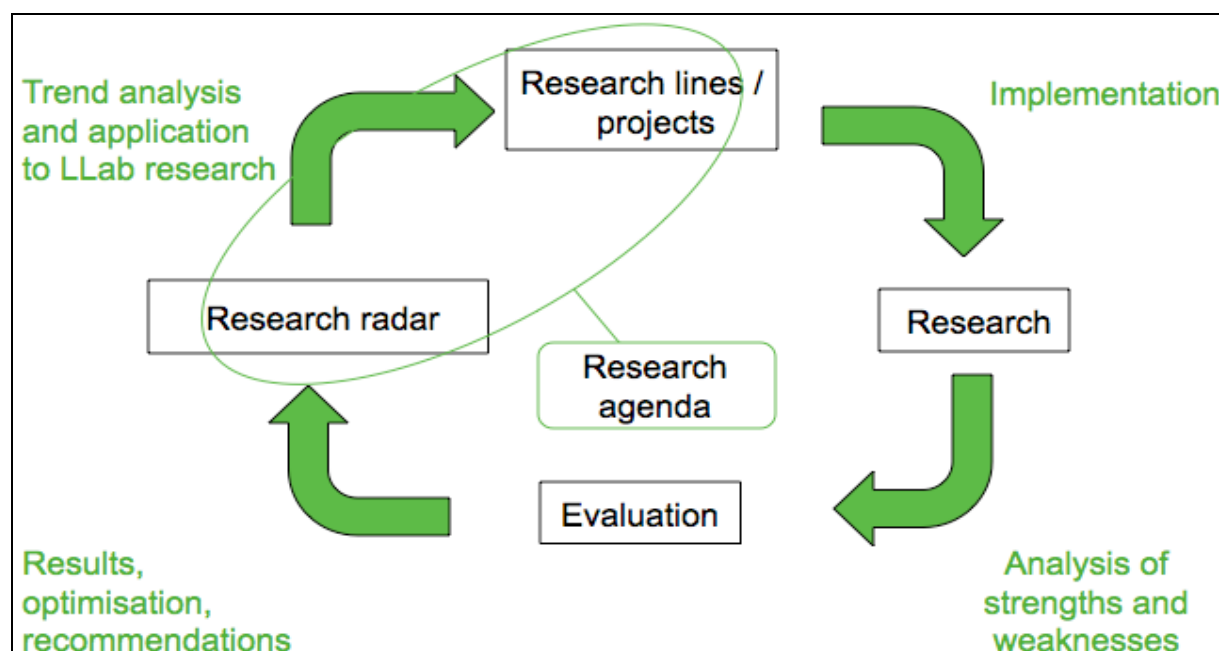 Trend analysis
and application
to LLab research
Research lines /
projects
Implementation
Research radar
Research
Research
agenda
Evaluation
Results,
optimisation,
recommendations
Analysis of
strengths and
weaknesses